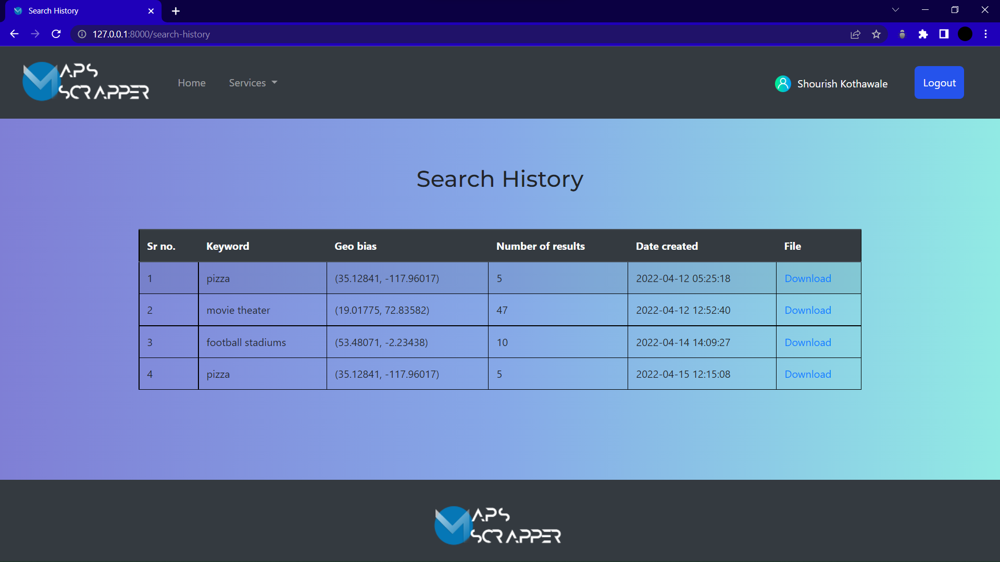 Search History
127.0.0.1:8000/search-history
MAPS
SCRAPPER
Home Services Shourish Kothawale Logout
Search History
Sr no. Keyword Geo bias Number of results Date created File
1 pizza (35.12841, -117.96017) 5 2022-04-12 05:25:18 Download
2 movie theater (19.01775, 72.83582) 47 2022-04-12 12:52:40 Download
3 football stadiums (53.48071, -2.23438) 10 2022-04-14 14:09:27 Download
4 pizza (35.12841, -117.96017) 5 2022-04-15 12:15:08 Download
MAPS
SCRAPPER